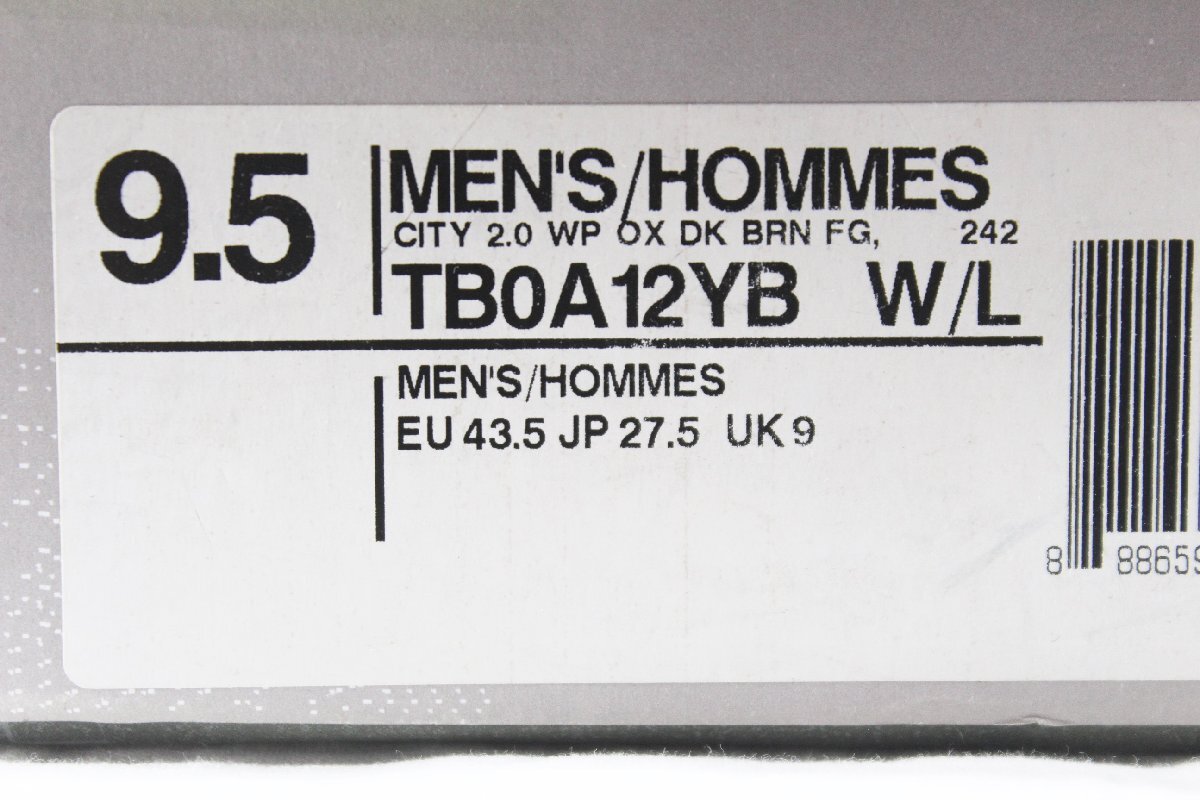 9.5
MEN'S/HOMMES
CITY 2.0 WP OX DK BRN FG, 242
TB0A12YB W/L
MEN'S/HOMMES
EU 43.5 JP 27.5 UK 9
8 88659